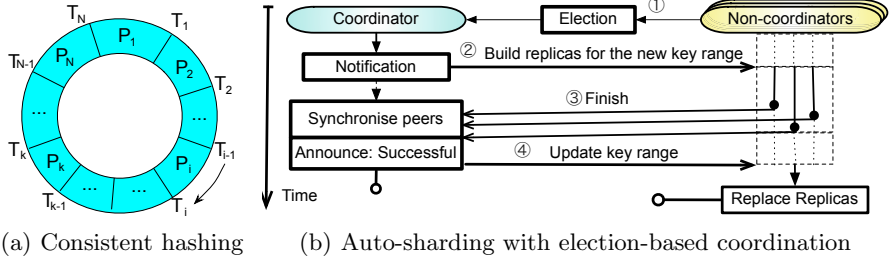 T_N
T_1
P_1
P_N
T_{N-1}
P_2
T_2
...
...
T_k
T_{i-1}
P_k
P_i
...
...
T_{k-1}
T_i
(a) Consistent hashing
①
Coordinator
Election
Non-coordinators
② Build replicas for the new key range
Notification
③ Finish
Synchronise peers
Announce: Successful
④ Update key range
Time
Replace Replicas
(b) Auto-sharding with election-based coordination